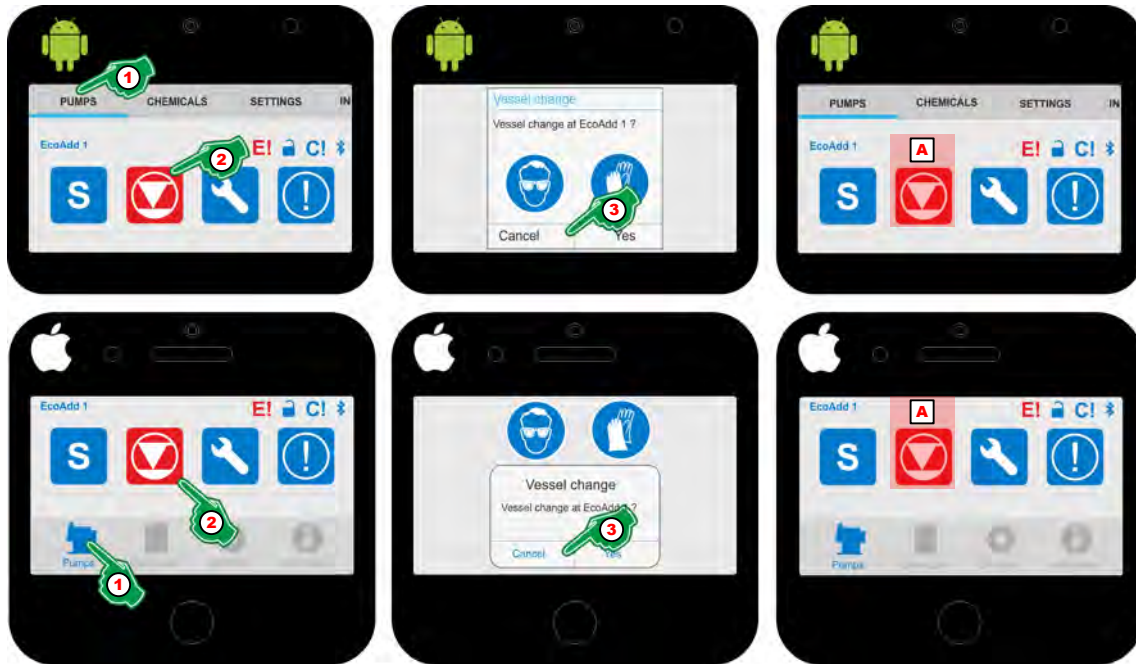 PUMPS CHEMICALS SETTINGS IN
1
EcoAdd 1 E! C!
2
S
Vessel change
Vessel change at EcoAdd 1 ?
3
Cancel Yes
PUMPS CHEMICALS SETTINGS IN
EcoAdd 1 A E! C!
S
EcoAdd 1 E! C!
S
2
Pumps
1
Vessel change
Vessel change at EcoAdd 1 ?
3
Cancel Yes
EcoAdd 1 A E! C!
S
Pumps